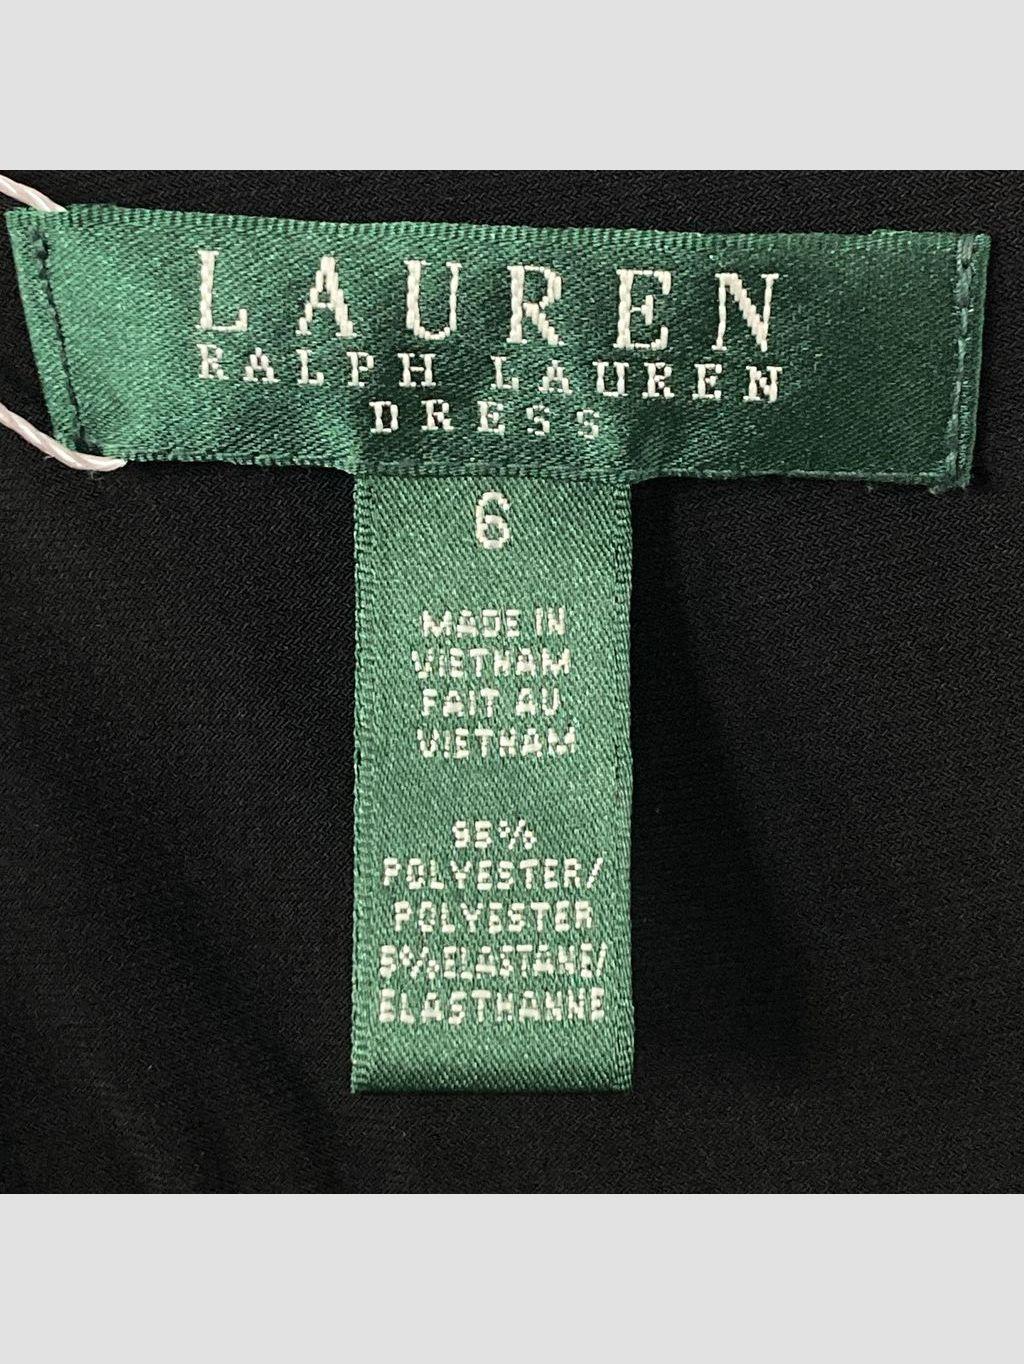 LAUREN
RALPH LAUREN
DRESS
6
MADE IN
VIETNAM
FAIT AU
VIETNAM
95%
POLYESTER/
POLYESTER
5% ELASTANE/
ELASTHANNE